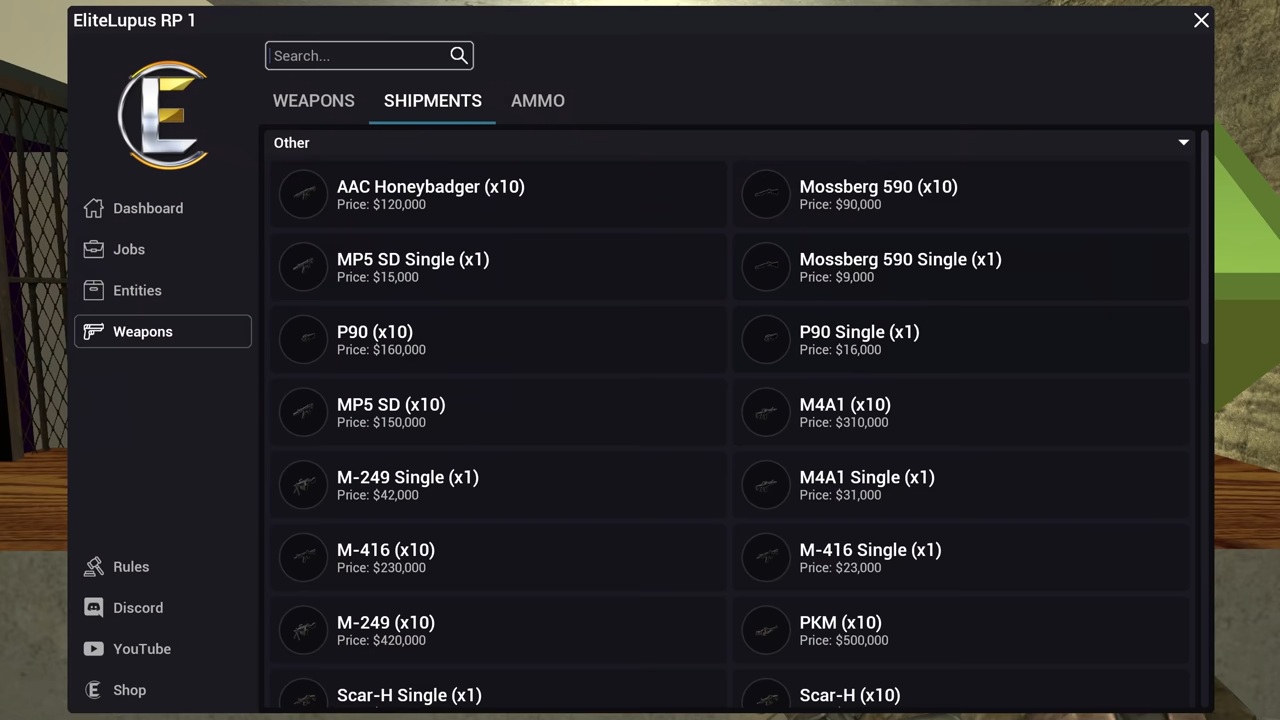 EliteLupus RP 1
Search...
WEAPONS
SHIPMENTS
AMMO
Dashboard
Jobs
Entities
Weapons
Rules
Discord
YouTube
Shop
Other
AAC Honeybadger (x10)
Price: $120,000
Mossberg 590 (x10)
Price: $90,000
MP5 SD Single (x1)
Price: $15,000
Mossberg 590 Single (x1)
Price: $9,000
P90 (x10)
Price: $160,000
P90 Single (x1)
Price: $16,000
MP5 SD (x10)
Price: $150,000
M4A1 (x10)
Price: $310,000
M-249 Single (x1)
Price: $42,000
M4A1 Single (x1)
Price: $31,000
M-416 (x10)
Price: $230,000
M-416 Single (x1)
Price: $23,000
M-249 (x10)
Price: $420,000
PKM (x10)
Price: $500,000
Scar-H Single (x1)
Scar-H (x10)